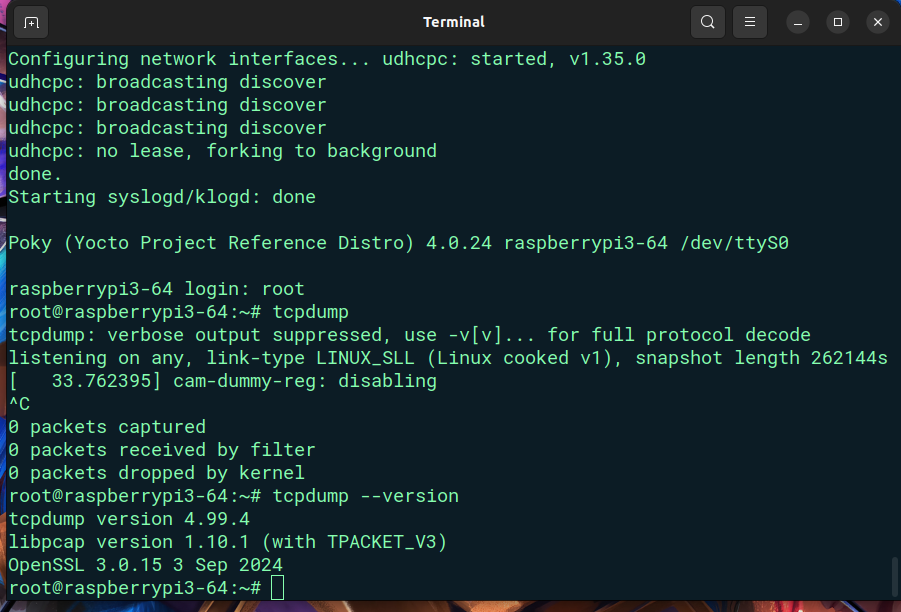 Terminal
Configuring network interfaces... udhcpc: started, v1.35.0
udhcpc: broadcasting discover
udhcpc: broadcasting discover
udhcpc: broadcasting discover
udhcpc: no lease, forking to background
done.
Starting syslogd/klogd: done
Poky (Yocto Project Reference Distro) 4.0.24 raspberrypi3-64 /dev/ttyS0
raspberrypi3-64 login: root
root@raspberrypi3-64:~# tcpdump
tcpdump: verbose output suppressed, use -v[v]... for full protocol decode
listening on any, link-type LINUX_SLL (Linux cooked v1), snapshot length 262144s
[   33.762395] cam-dummy-reg: disabling
^C
0 packets captured
0 packets received by filter
0 packets dropped by kernel
root@raspberrypi3-64:~# tcpdump --version
tcpdump version 4.99.4
libpcap version 1.10.1 (with TPACKET_V3)
OpenSSL 3.0.15 3 Sep 2024
root@raspberrypi3-64:~#